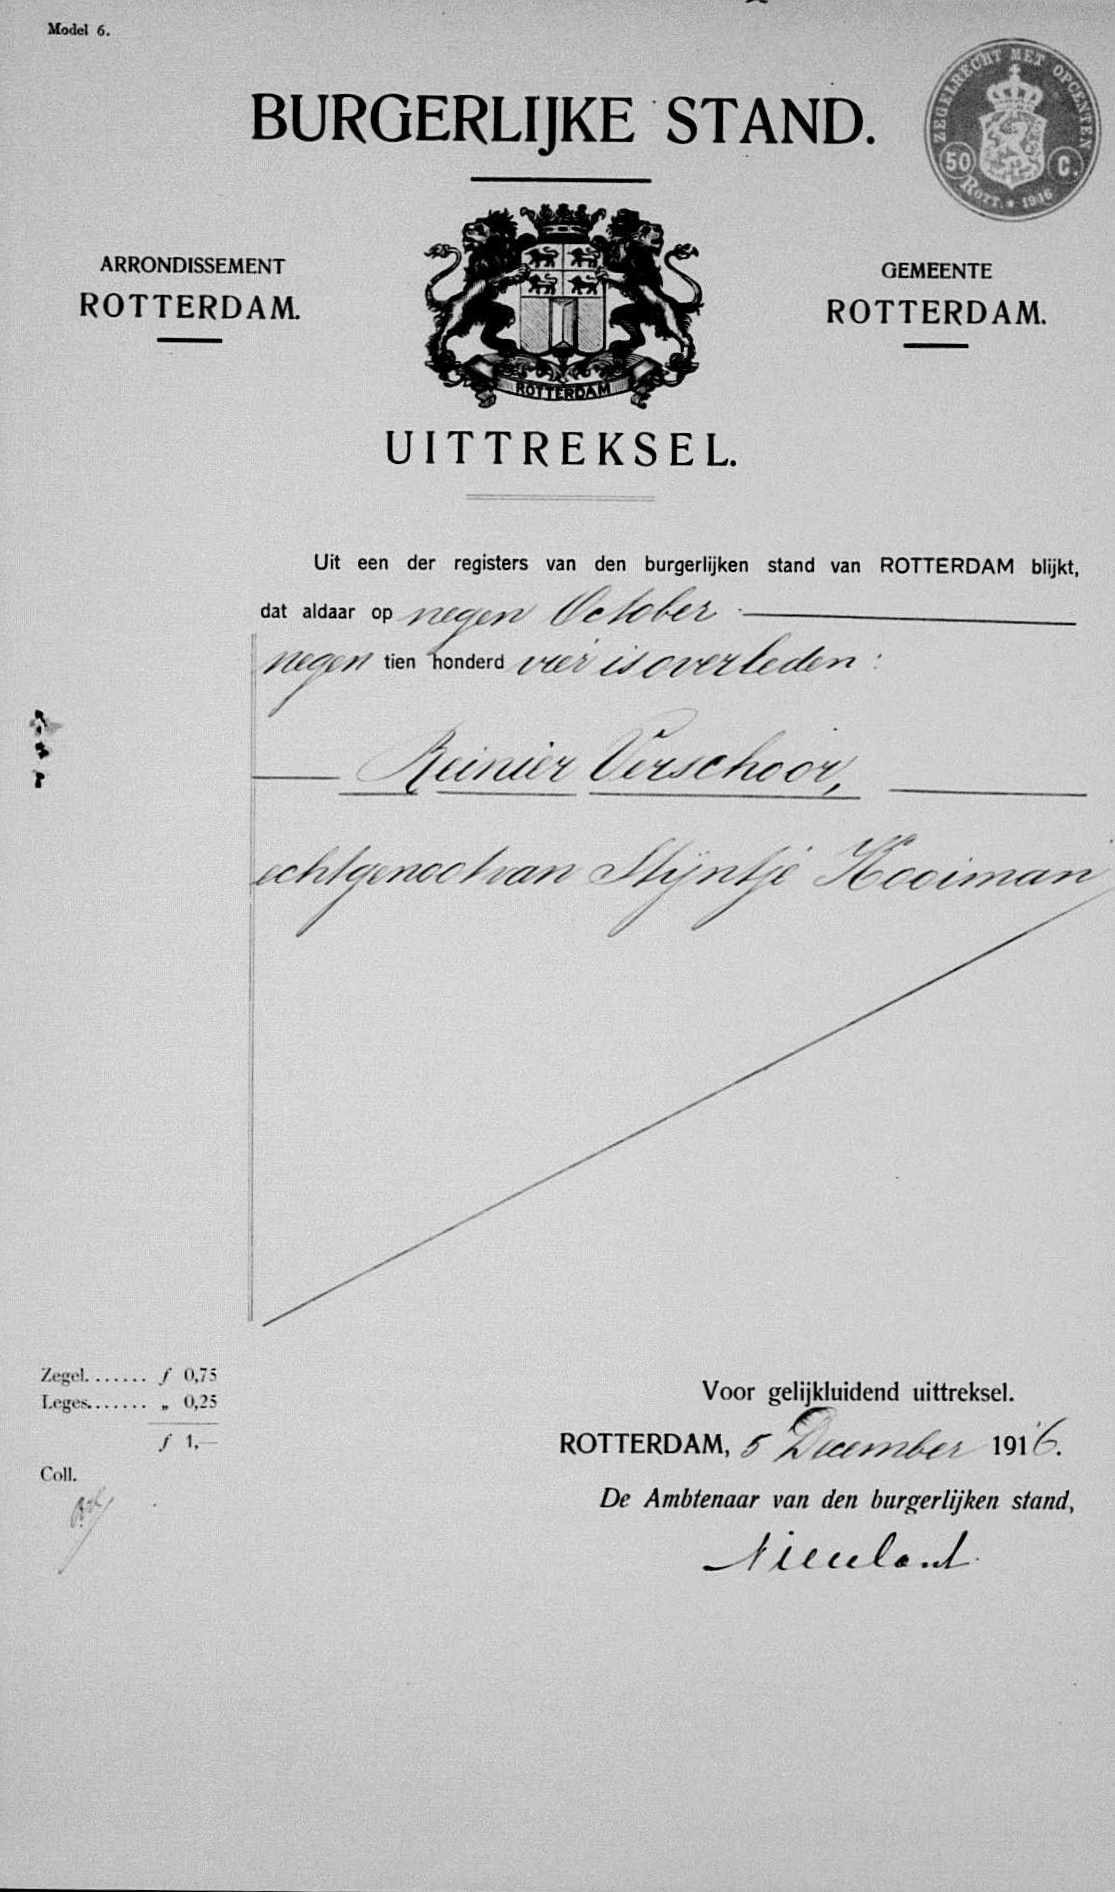 Model 6.
BURGERLIJKE STAND.
ZEGELRECHT MET OPCENTEN
50 C.
ROTT. * 1916
ARRONDISSEMENT
ROTTERDAM.
ROTTERDAM
GEMEENTE
ROTTERDAM.
UITTREKSEL.
Uit een der registers van den burgerlijken stand van ROTTERDAM blijkt,
dat aldaar op negen October
negen tien honderd vier is overleden:
Reinier Verschoor,
echtgenoot van Stijntje Kooiman
Zegel....... ƒ 0,75
Leges....... „ 0,25
ƒ 1,—
Coll.
Voor gelijkluidend uittreksel.
ROTTERDAM, 5 December 1916.
De Ambtenaar van den burgerlijken stand,